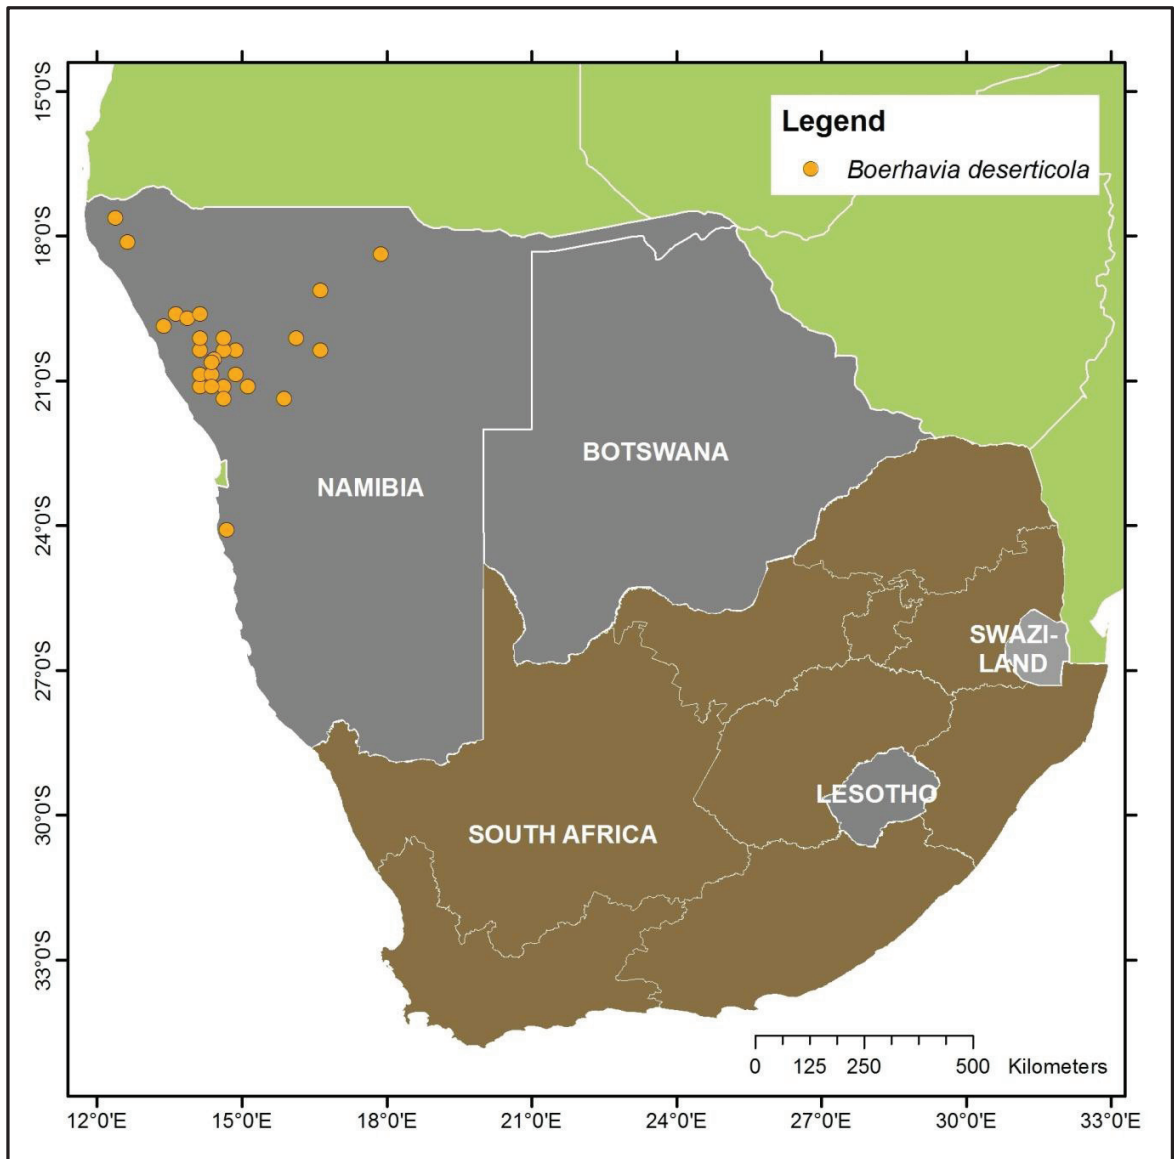 Legend
Boerhavia deserticola
15°0'S
18°0'S
21°0'S
24°0'S
27°0'S
30°0'S
33°0'S
NAMIBIA
BOTSWANA
SWAZI-
LAND
LESOTHO
SOUTH AFRICA
0 125 250 500 Kilometers
12°0'E 15°0'E 18°0'E 21°0'E 24°0'E 27°0'E 30°0'E 33°0'E